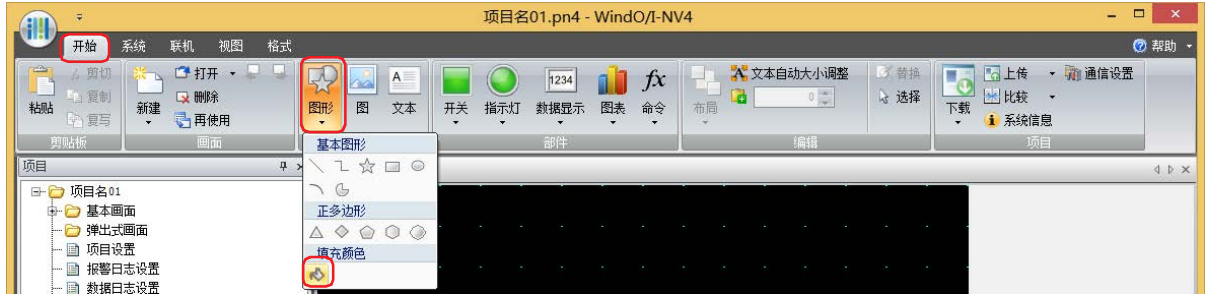 项目名01.pn4 - WindO/I-NV4
开始 系统 联机 视图 格式 帮助
粘贴 剪切 复制 复写 剪贴板
新建 打开 删除 再使用 画面
图形 图 文本
开关 指示灯 1234 数据显示 图表 fx 命令 部件
布局 文本自动大小调整 0 替换 选择 编辑
下载 上传 比较 系统信息 通信设置 项目
基本图形
正多边形
填充颜色
项目
项目名01
基本画面
弹出式画面
项目设置
报警日志设置
数据日志设置